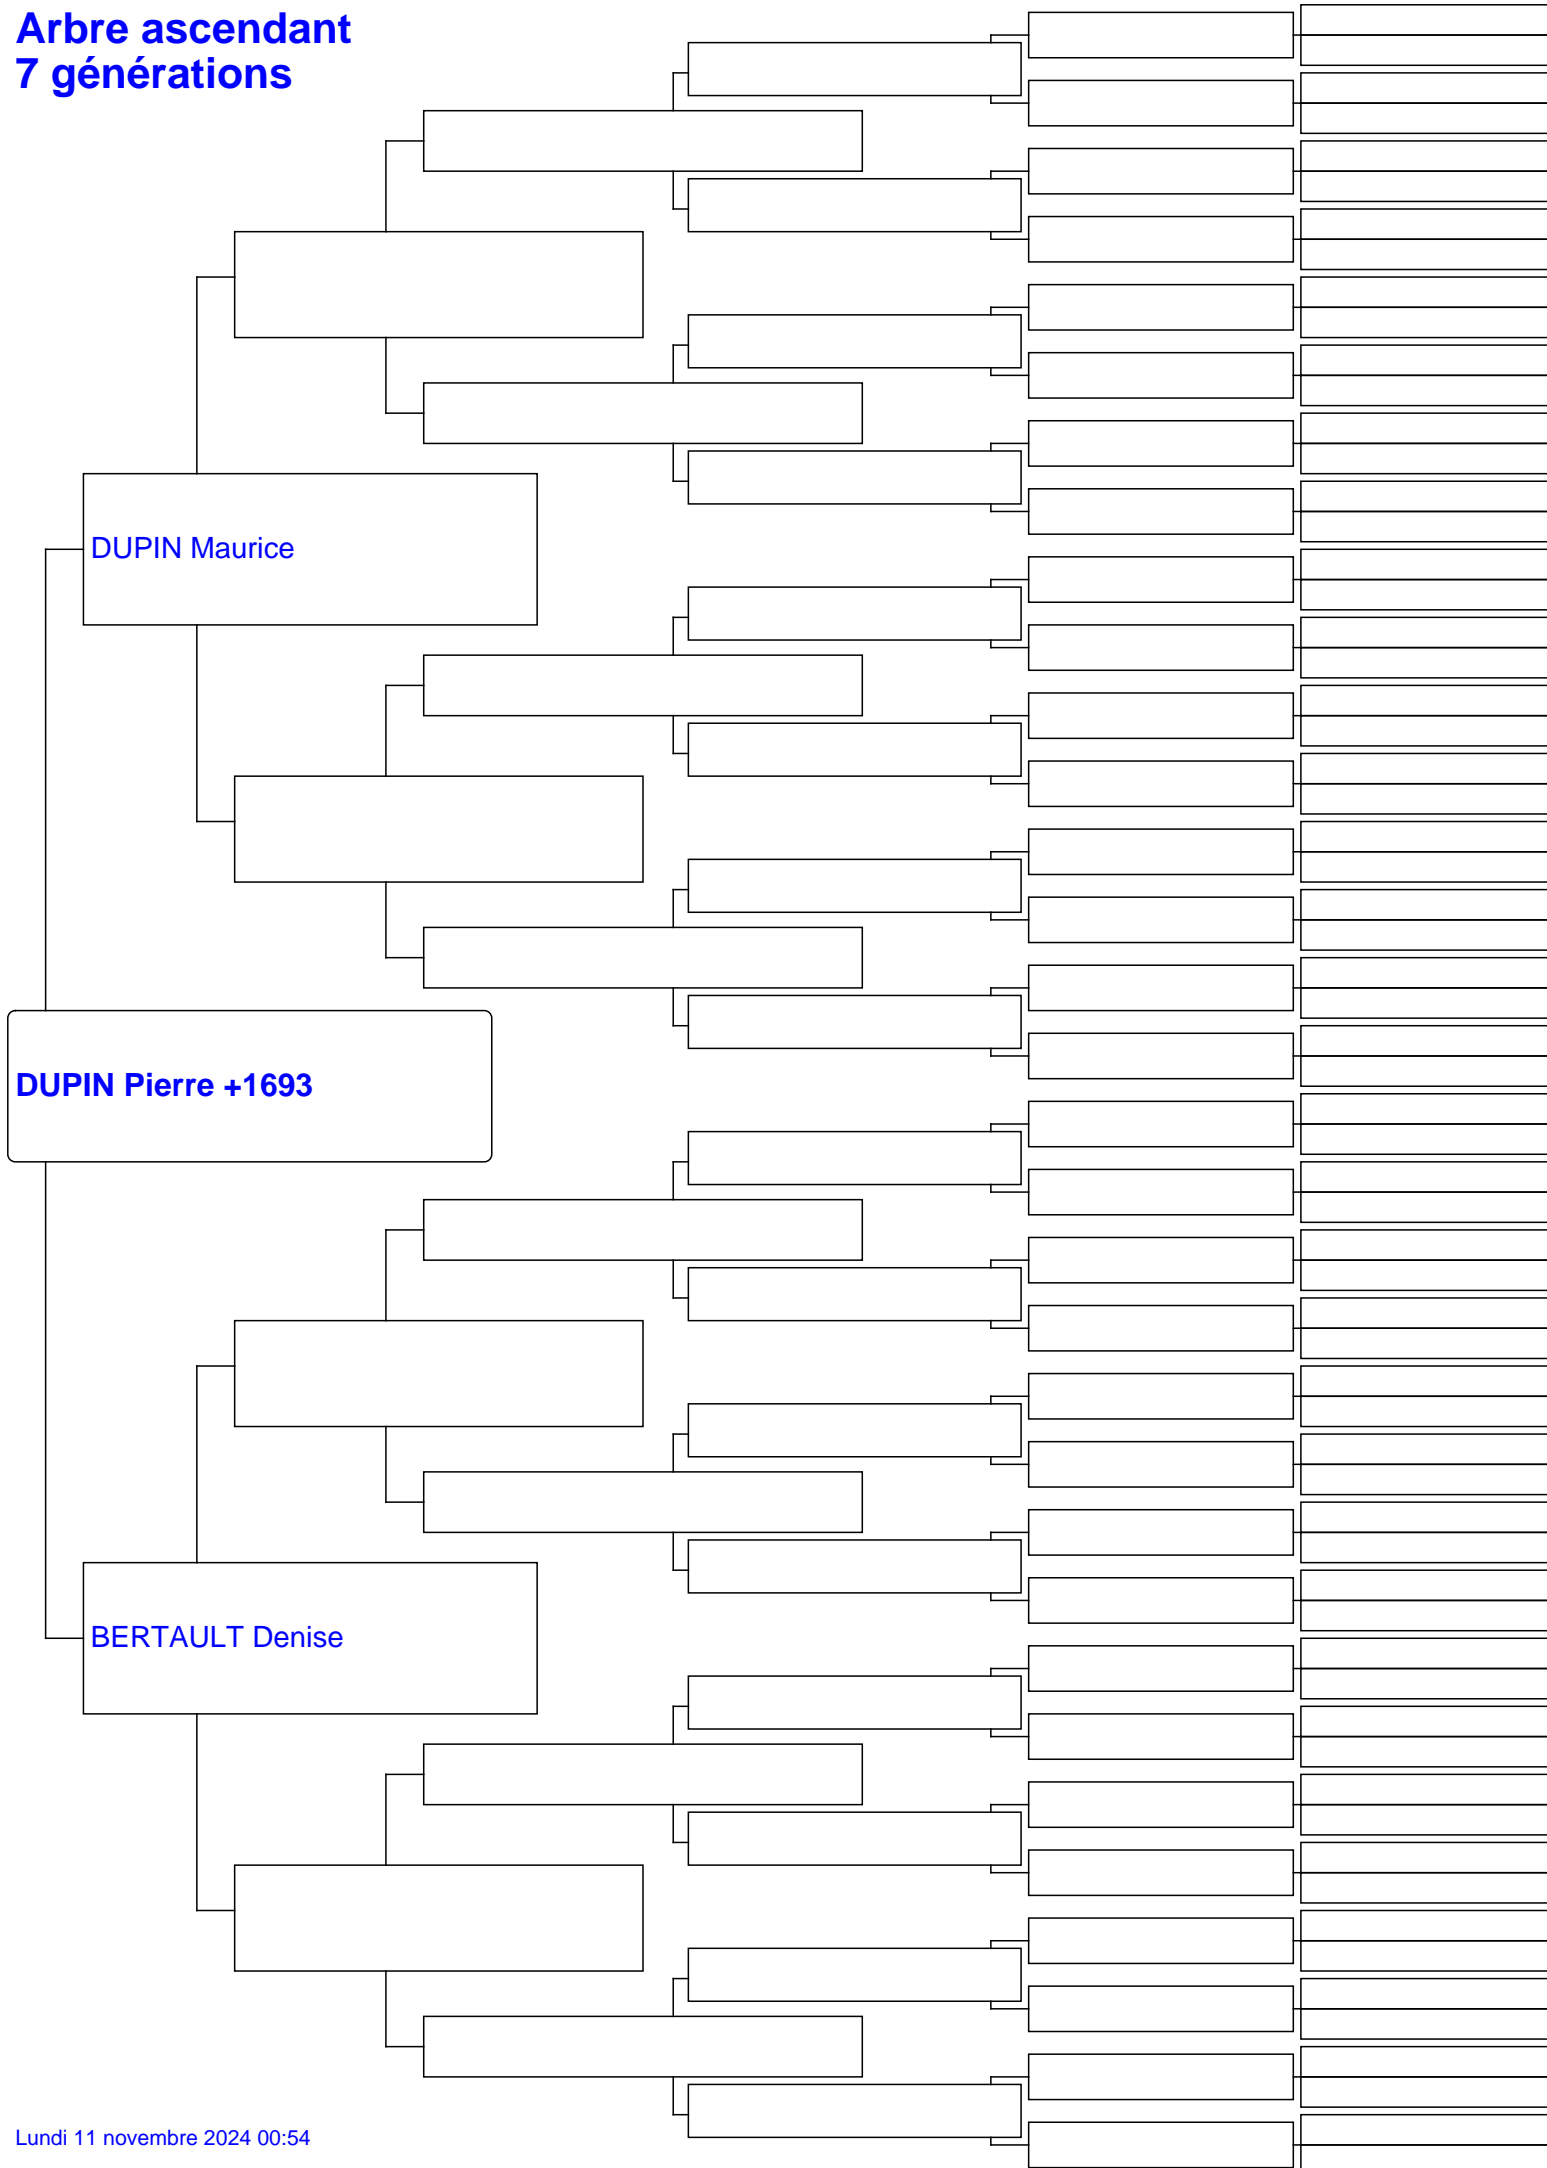 Arbre ascendant
7 générations
DUPIN Maurice
DUPIN Pierre +1693
BERTAULT Denise
Lundi 11 novembre 2024 00:54